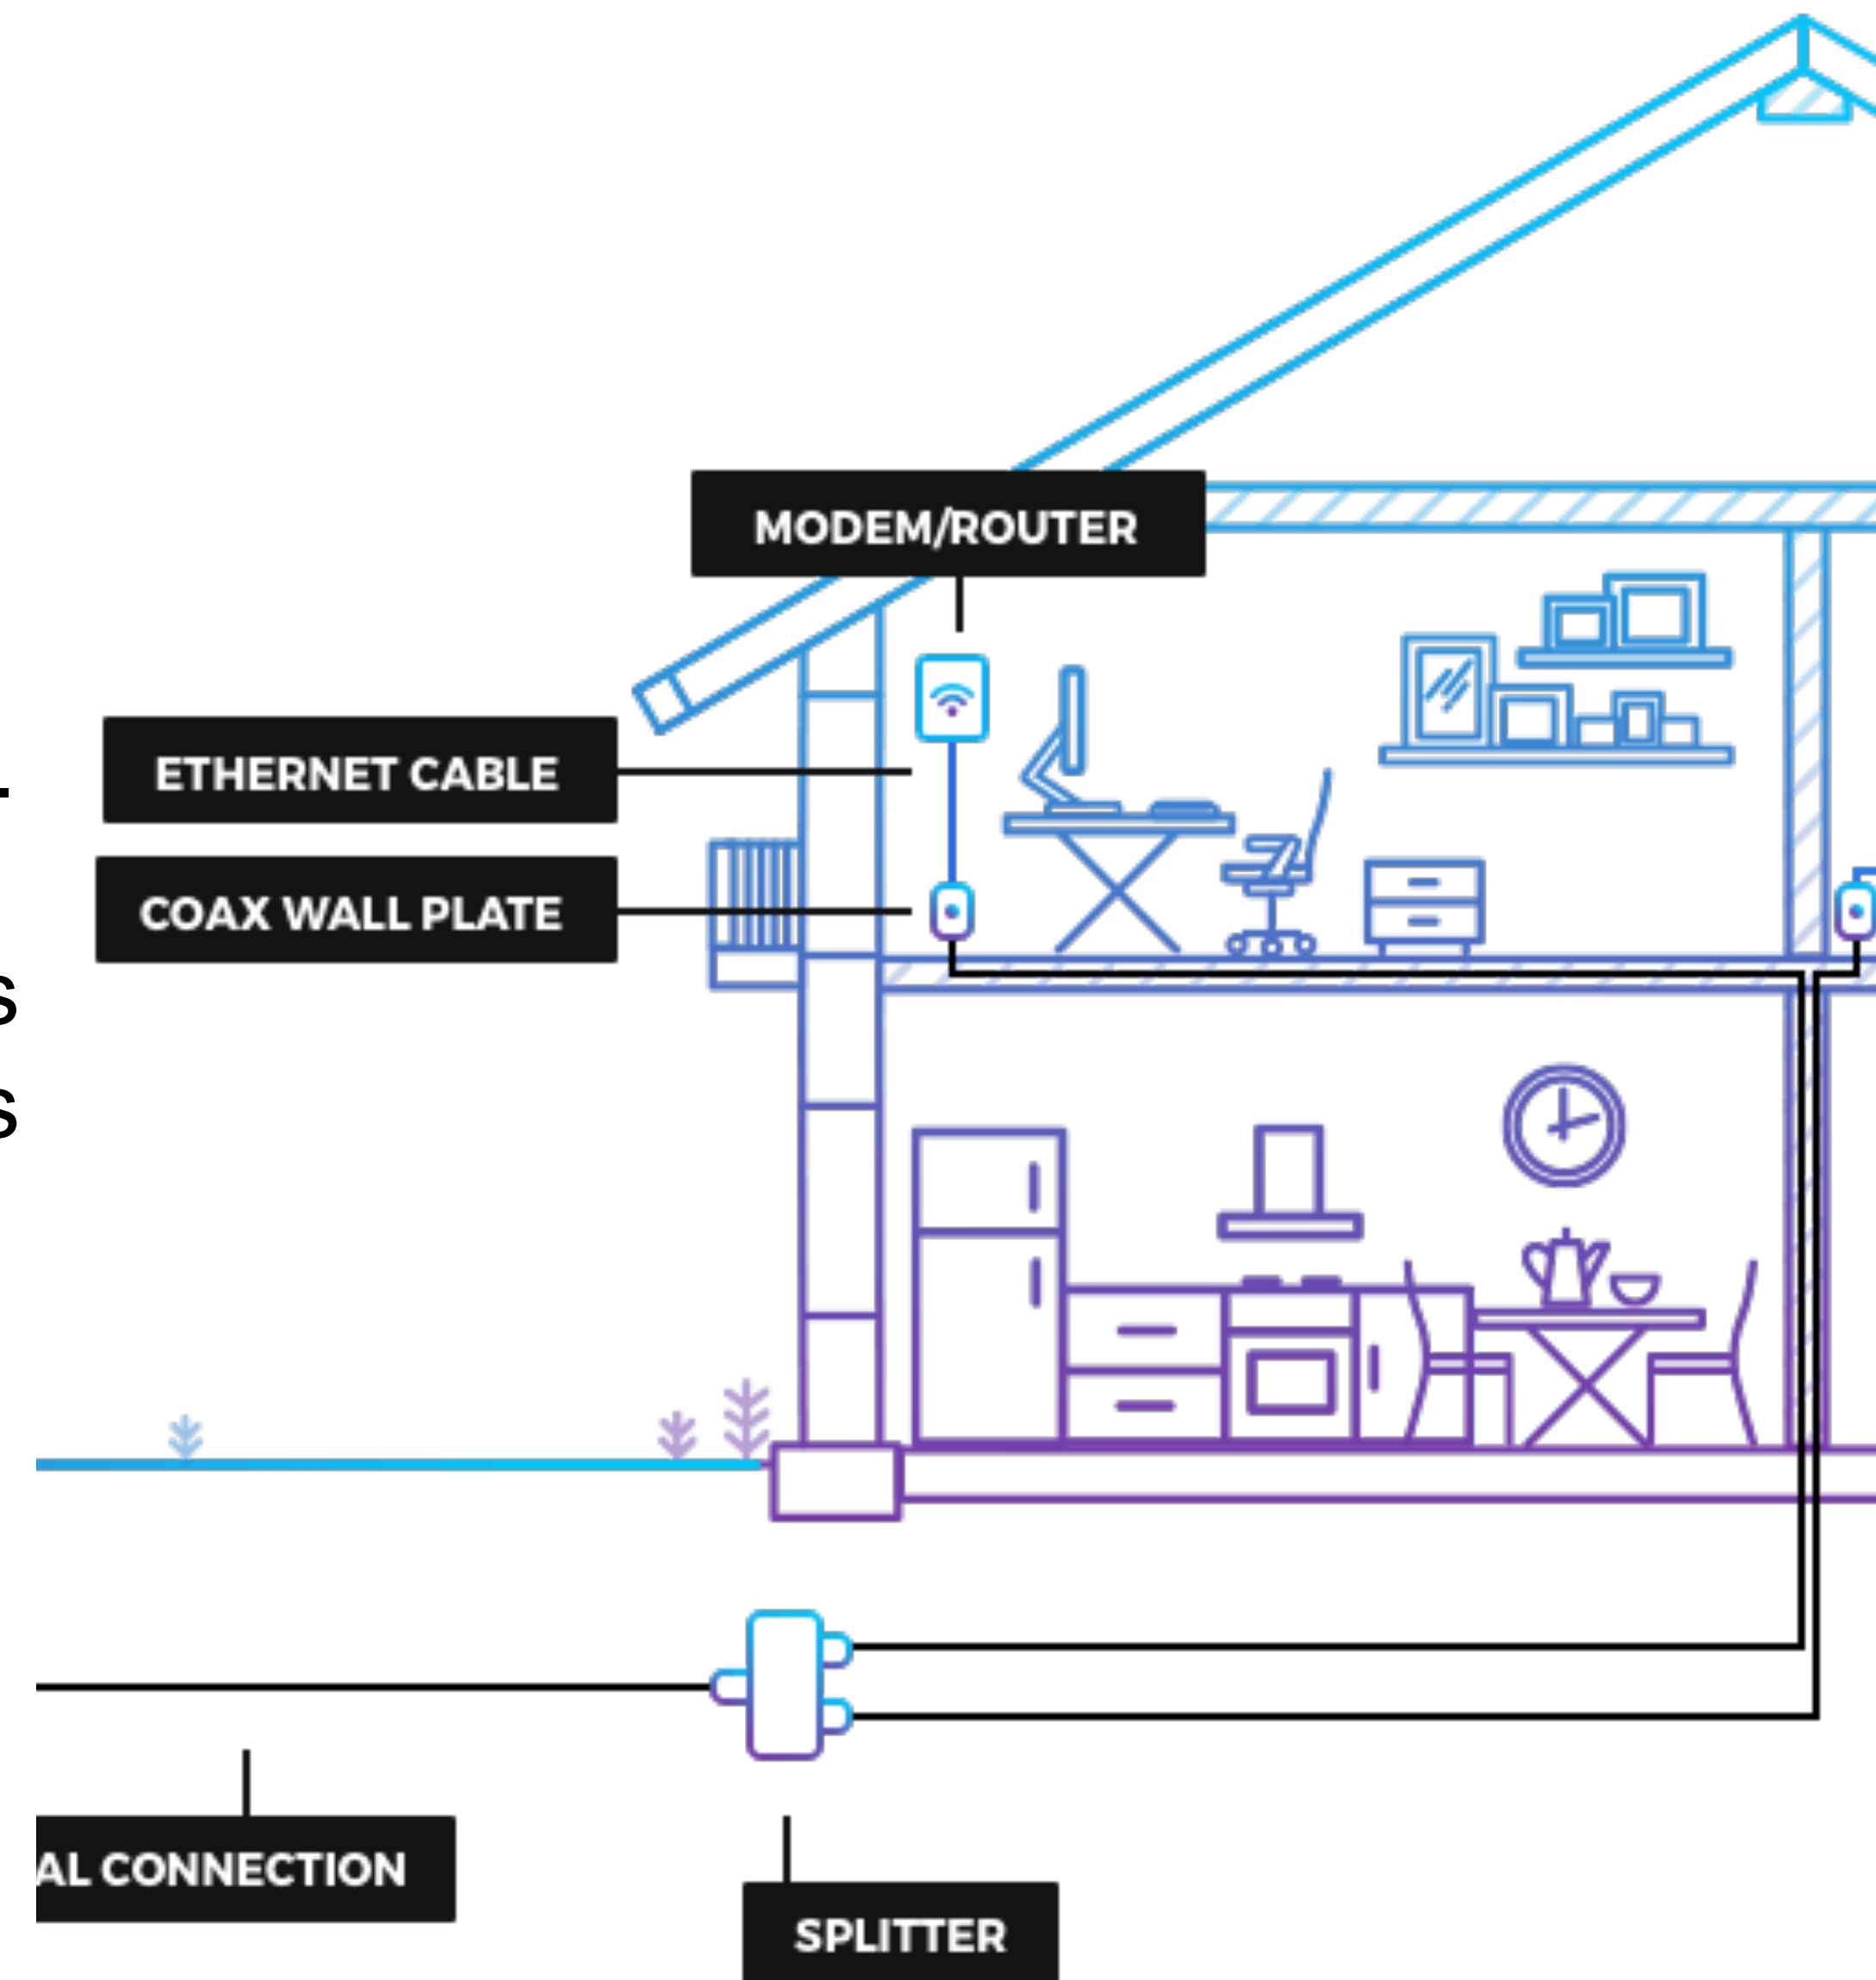 MODEM/ROUTER
ETHERNET CABLE
COAX WALL PLATE
s
s
AL CONNECTION
SPLITTER